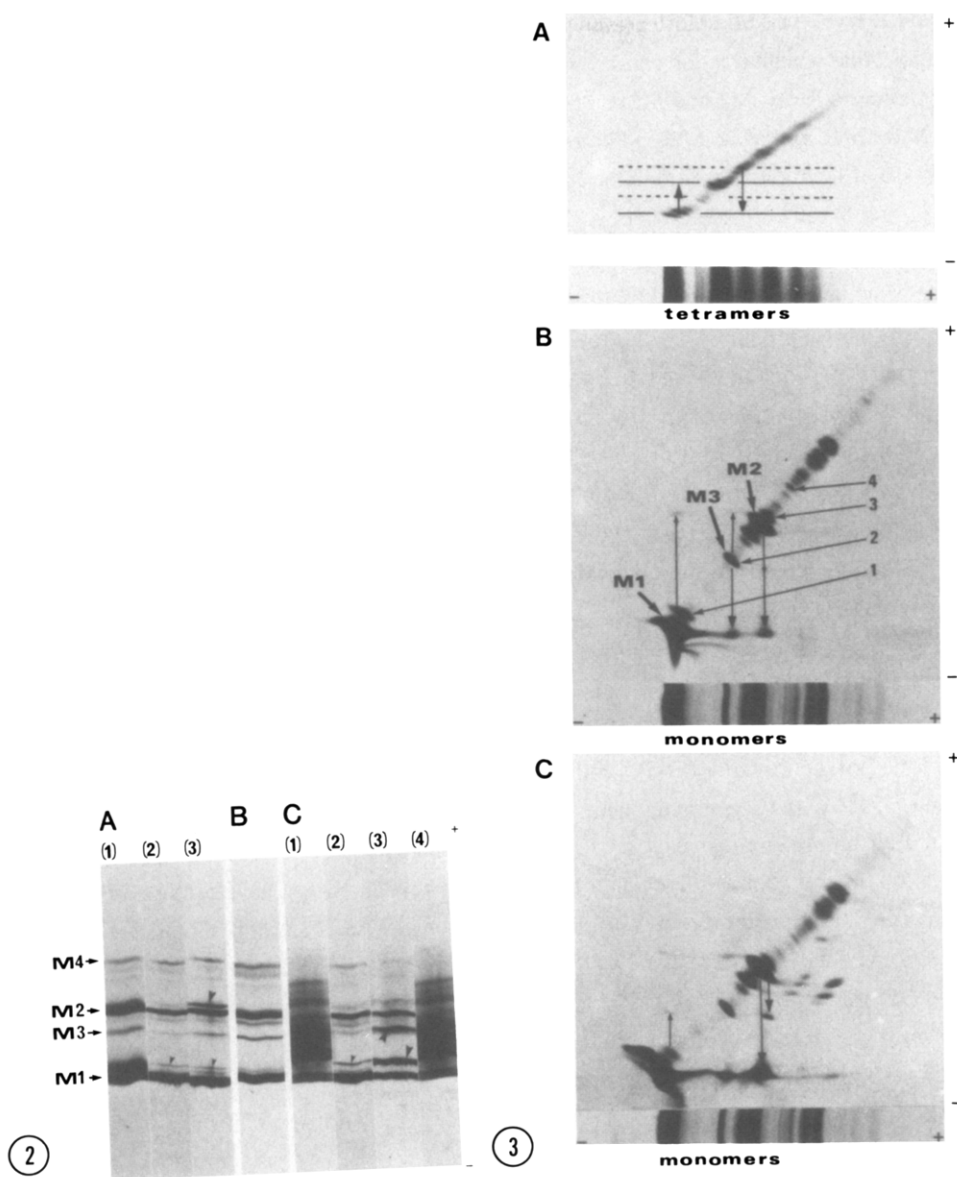 A
+
−
− +
tetramers
B
+
M2
M3
4
3
2
M1
1
−
− +
monomers
C
+
−
− +
monomers
3
A B C
(1) (2) (3) (1) (2) (3) (4) +
M4
M2
M3
M1
−
2